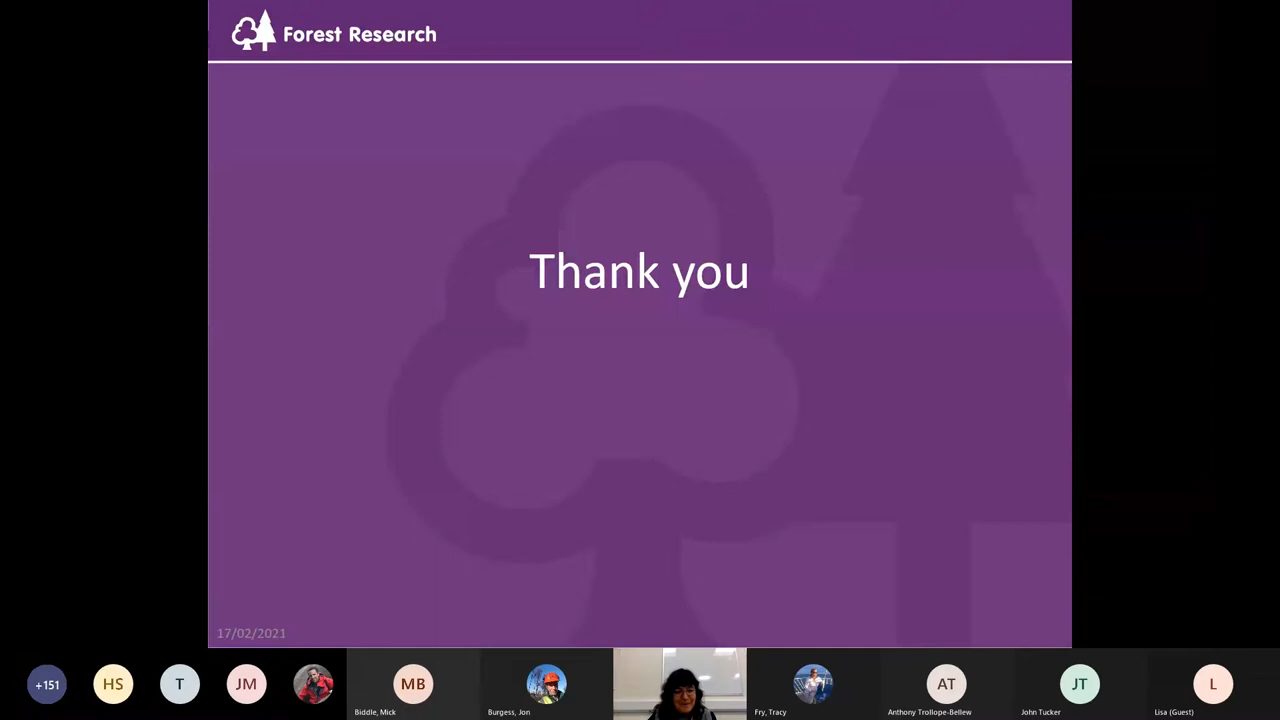 Forest Research
Thank you
17/02/2021
+151
HS
T
JM
MB
AT
JT
L
Biddle, Mick
Burgess, Jon
Fry, Tracy
Anthony Trollope-Bellew
John Tucker
Lisa (Guest)